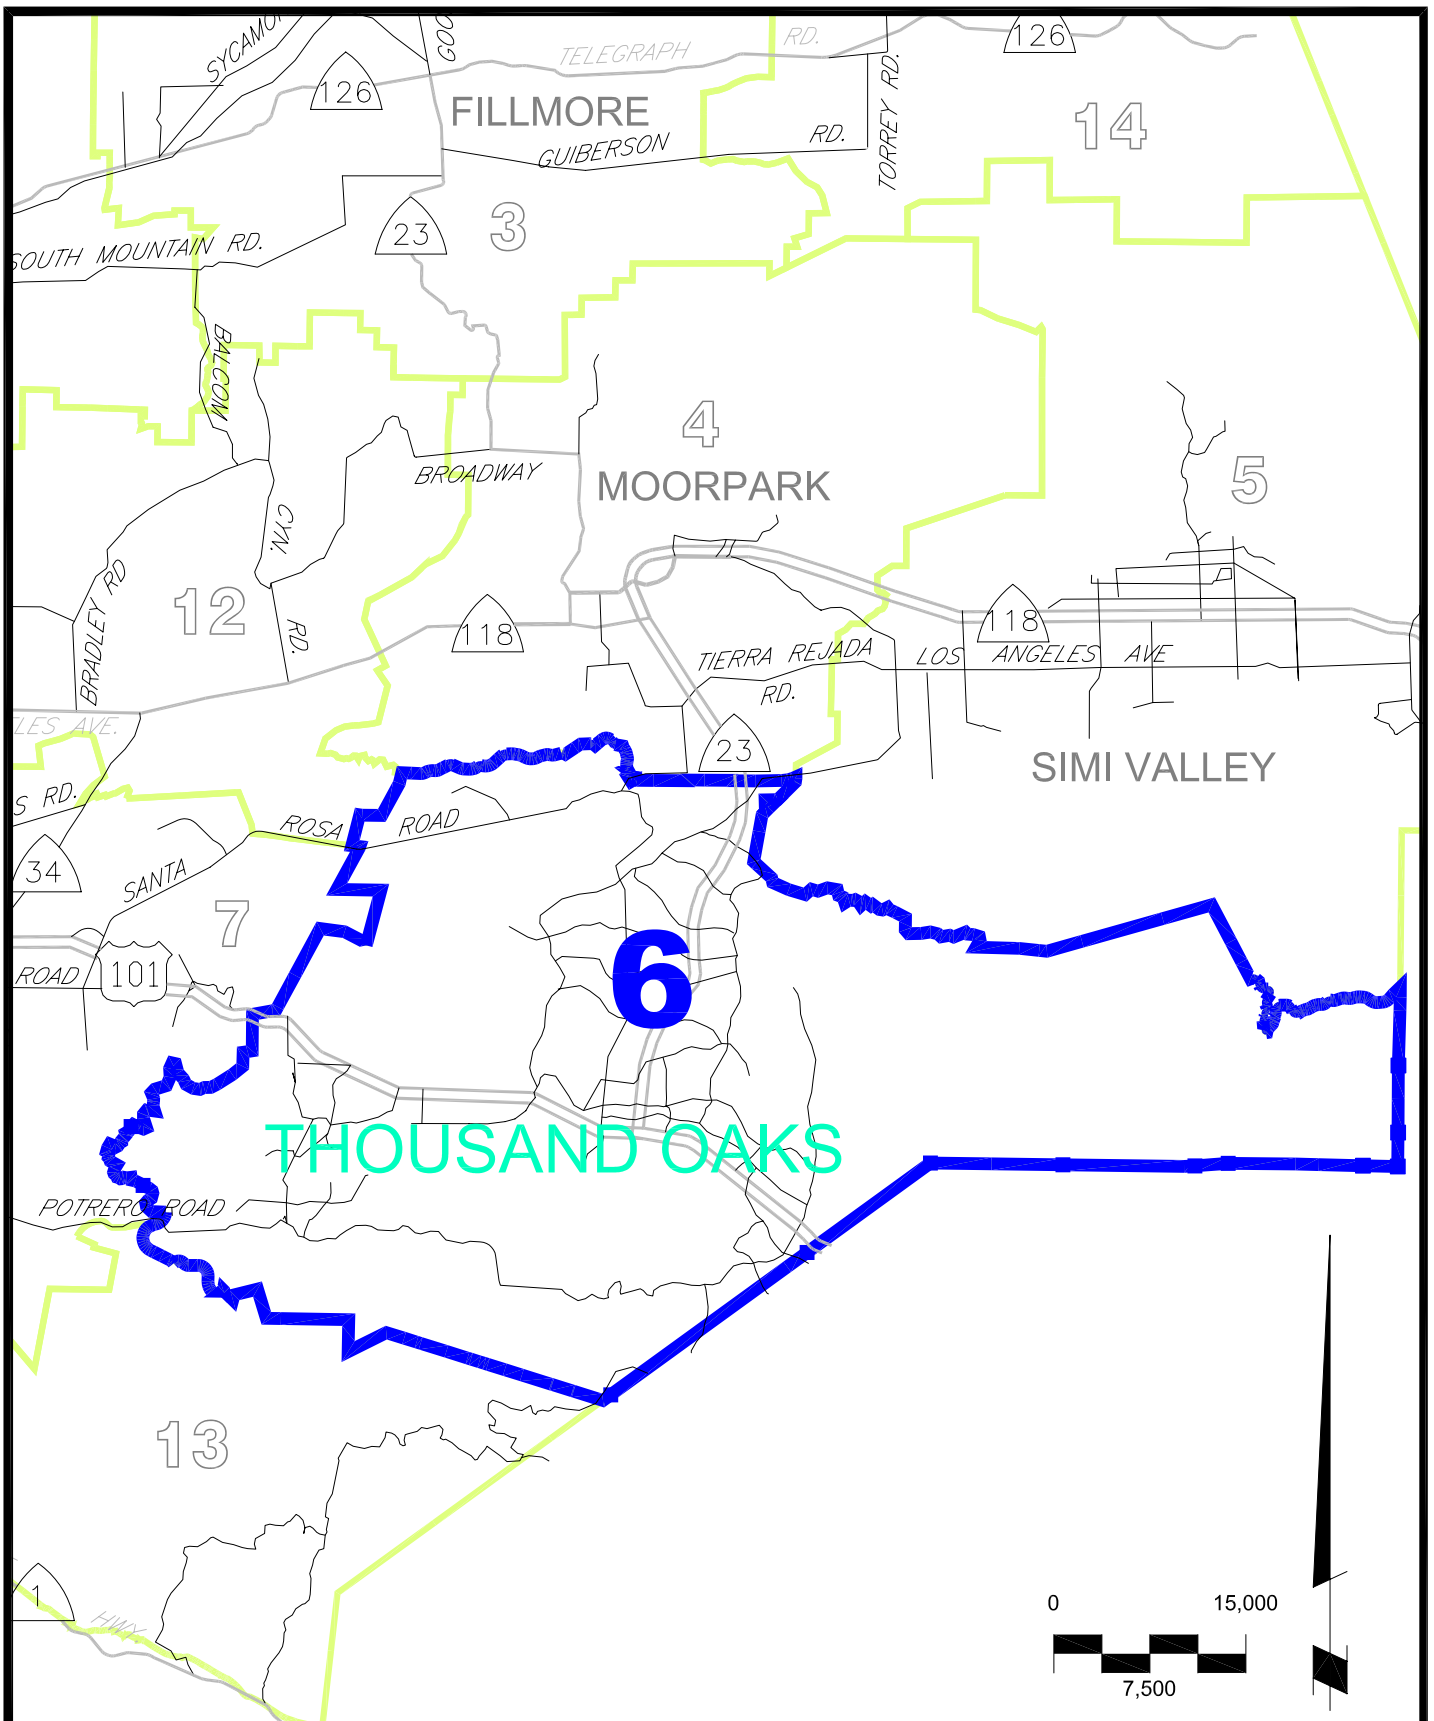 TELEGRAPH RD.
126
126
FILLMORE
GUIBERSON RD.
TORREY RD.
14
3
23
SOUTH MOUNTAIN RD.
BALCOM
CYN.
RD.
4
MOORPARK
BROADWAY
5
12
BRADLEY RD
118
118
TIERRA REJADA
RD.
LOS ANGELES AVE
LES AVE.
23
SIMI VALLEY
S RD.
34
SANTA
ROSA
ROAD
7
6
ROAD
101
THOUSAND OAKS
POTRERO ROAD
13
1
HWY.
0
15,000
7,500